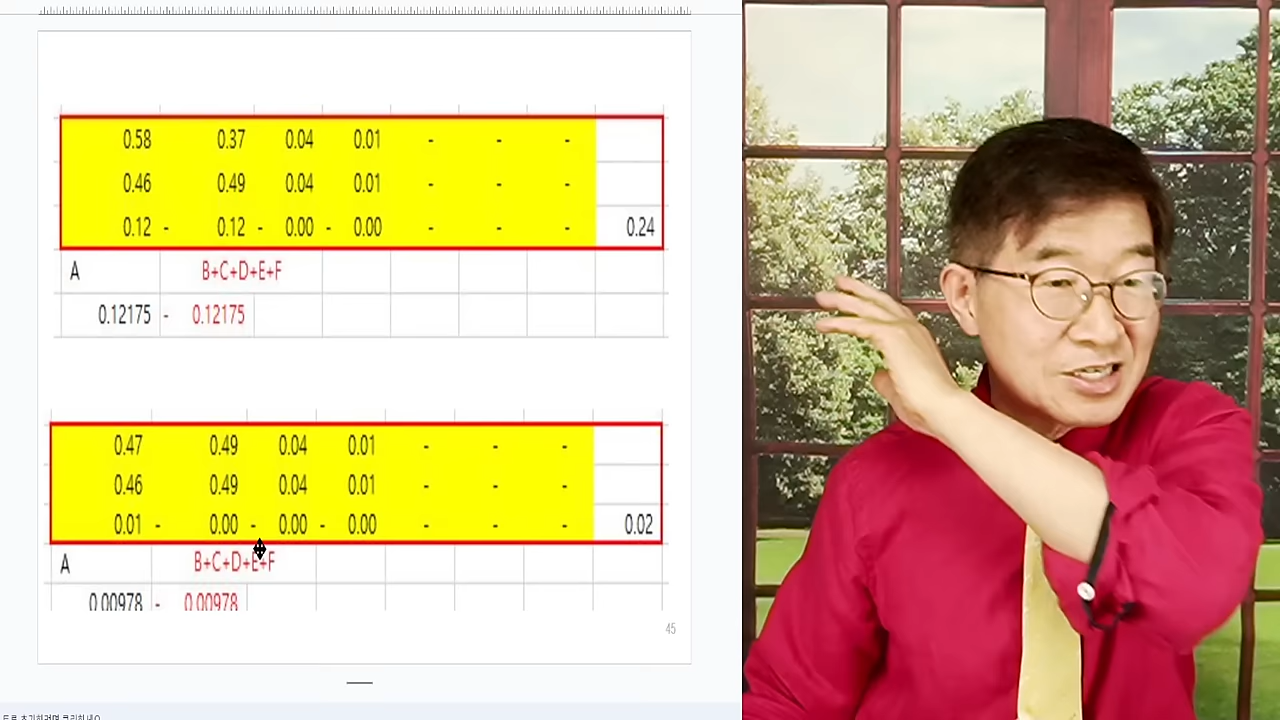 0.58 0.37 0.04 0.01 - - -
0.46 0.49 0.04 0.01 - - -
0.12 - 0.12 - 0.00 - 0.00 - - - 0.24
A B+C+D+E+F
0.12175 - 0.12175
0.47 0.49 0.04 0.01 - - -
0.46 0.49 0.04 0.01 - - -
0.01 - 0.00 - 0.00 - 0.00 - - - 0.02
A B+C+D+E+F
0.00978 - 0.00978
45